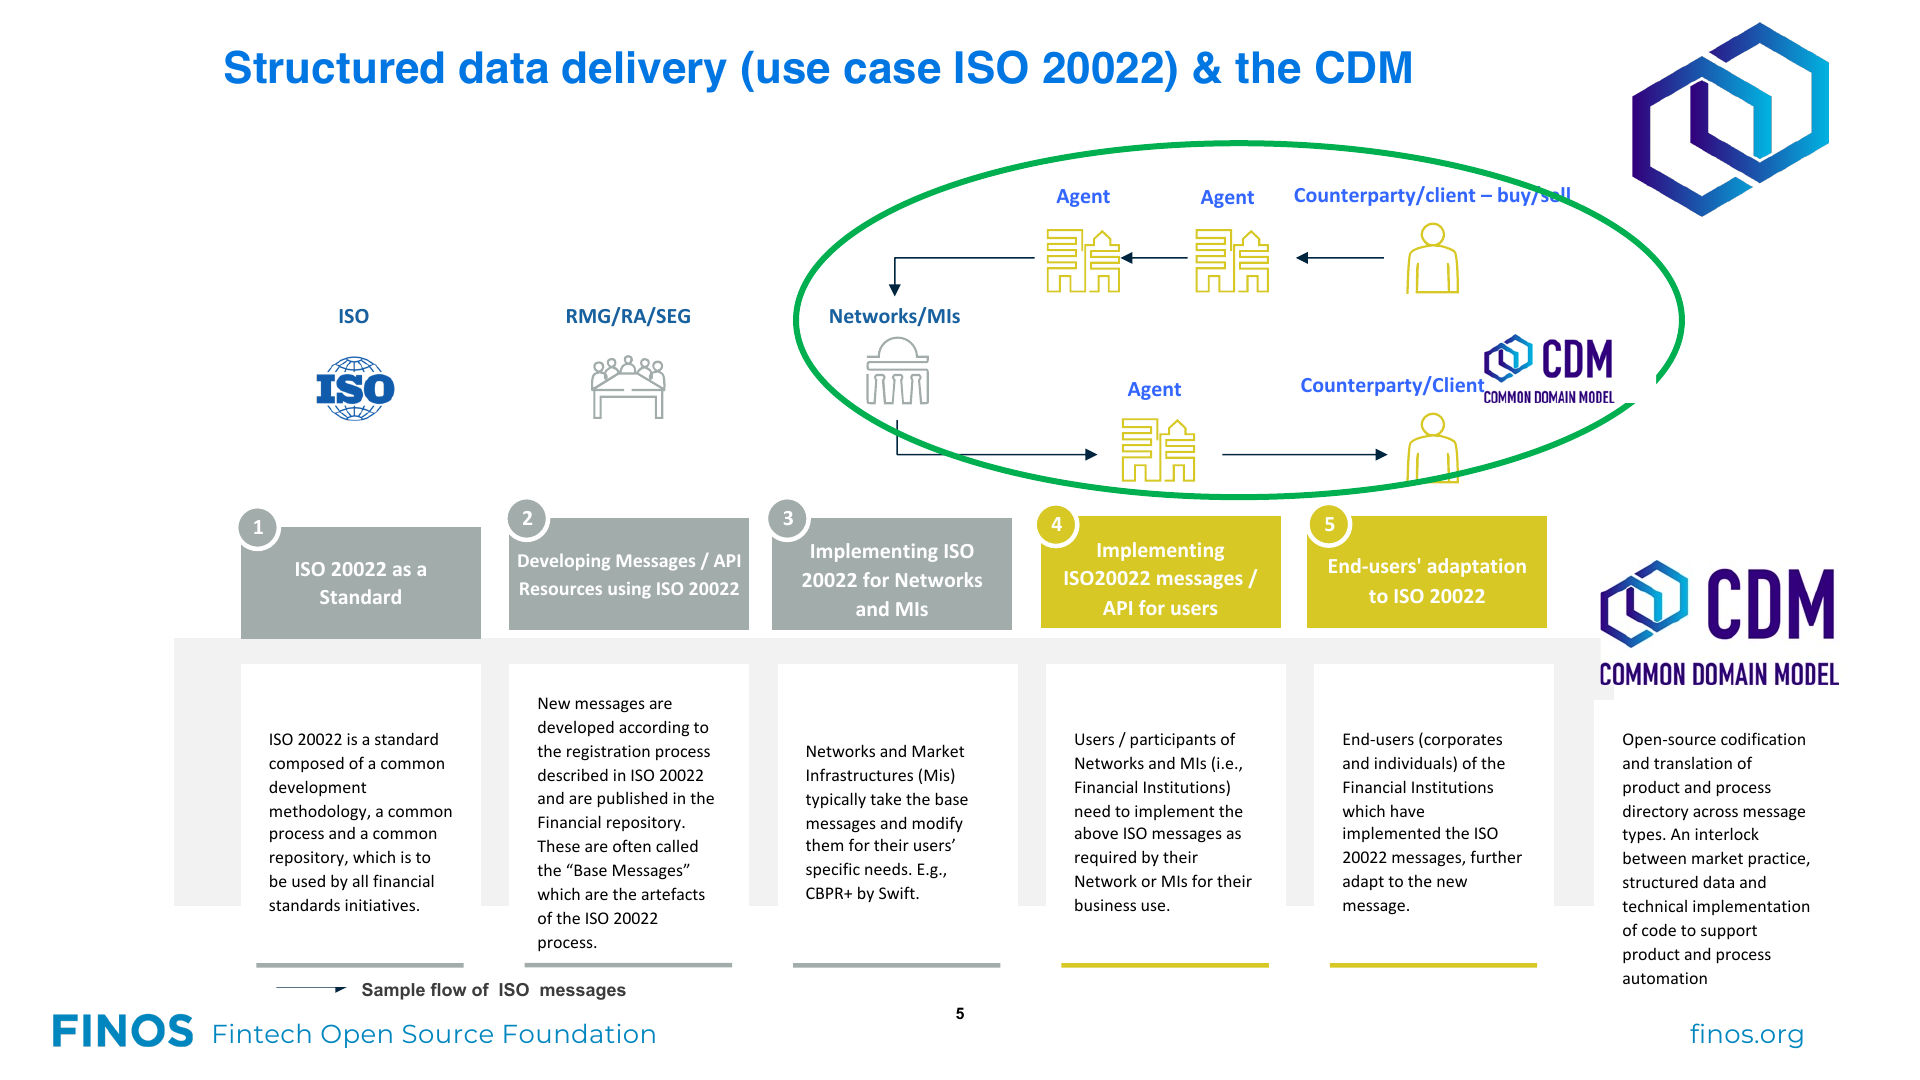 Structured data delivery (use case ISO 20022) & the CDM
Agent
Agent
Counterparty/client – buy/sell
ISO
RMG/RA/SEG
Networks/MIs
ISO
Agent
Counterparty/Client
CDM
COMMON DOMAIN MODEL
1
ISO 20022 as a
Standard
2
Developing Messages / API
Resources using ISO 20022
3
Implementing ISO
20022 for Networks
and MIs
4
Implementing
ISO20022 messages /
API for users
5
End-users' adaptation
to ISO 20022
CDM
COMMON DOMAIN MODEL
ISO 20022 is a standard
composed of a common
development
methodology, a common
process and a common
repository, which is to
be used by all financial
standards initiatives.
New messages are
developed according to
the registration process
described in ISO 20022
and are published in the
Financial repository.
These are often called
the “Base Messages”
which are the artefacts
of the ISO 20022
process.
Networks and Market
Infrastructures (Mis)
typically take the base
messages and modify
them for their users’
specific needs. E.g.,
CBPR+ by Swift.
Users / participants of
Networks and MIs (i.e.,
Financial Institutions)
need to implement the
above ISO messages as
required by their
Network or MIs for their
business use.
End-users (corporates
and individuals) of the
Financial Institutions
which have
implemented the ISO
20022 messages, further
adapt to the new
message.
Open-source codification
and translation of
product and process
directory across message
types. An interlock
between market practice,
structured data and
technical implementation
of code to support
product and process
automation
Sample flow of ISO messages
5
FINOS Fintech Open Source Foundation
finos.org